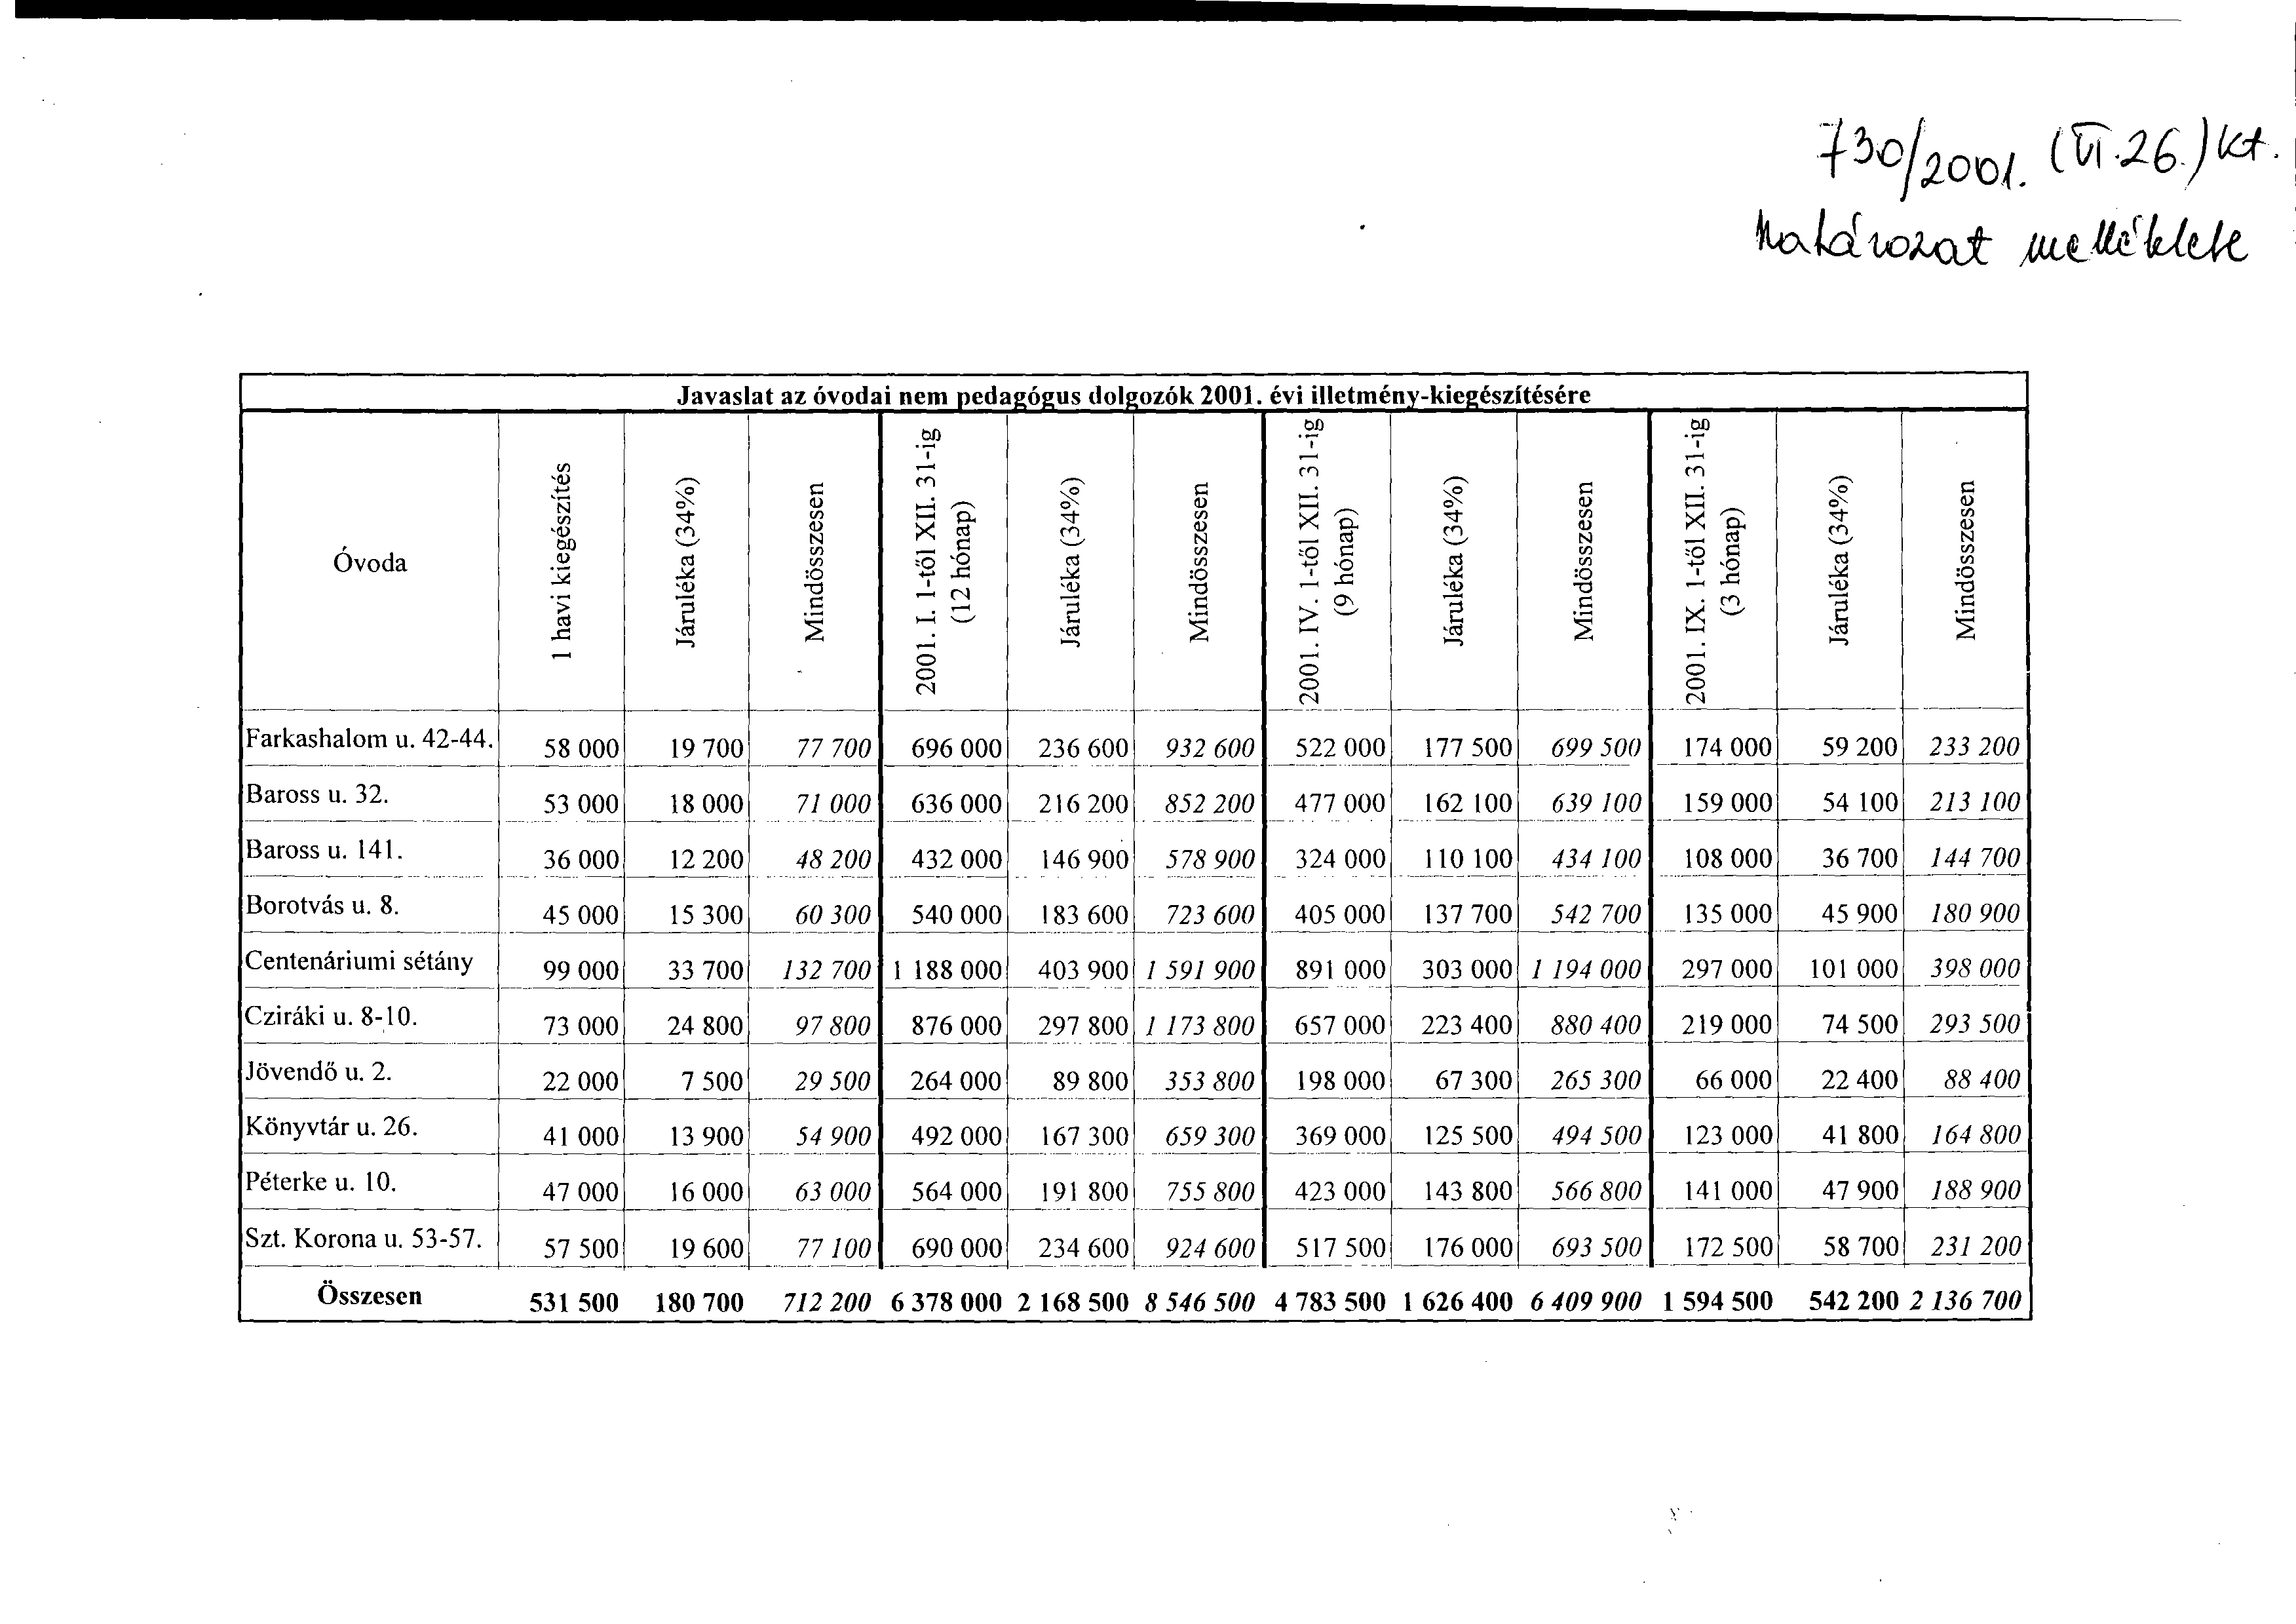 730/2001. (VI.26.) Kt.
határozat melléklete
Javaslat az óvodai nem pedagógus dolgozók 2001. évi illetmény-kiegészítésére
Óvoda 1 havi kiegészítés Járuléka (34%) Mindösszesen 2001. I. 1-től XII. 31-ig (12 hónap) Járuléka (34%) Mindösszesen 2001. IV. 1-től XII. 31-ig (9 hónap) Járuléka (34%) Mindösszesen 2001. IX. 1-től XII. 31-ig (3 hónap) Járuléka (34%) Mindösszesen
Farkashalom u. 42-44. 58 000 19 700 77 700 696 000 236 600 932 600 522 000 177 500 699 500 174 000 59 200 233 200
Baross u. 32. 53 000 18 000 71 000 636 000 216 200 852 200 477 000 162 100 639 100 159 000 54 100 213 100
Baross u. 141. 36 000 12 200 48 200 432 000 146 900 578 900 324 000 110 100 434 100 108 000 36 700 144 700
Borotvás u. 8. 45 000 15 300 60 300 540 000 183 600 723 600 405 000 137 700 542 700 135 000 45 900 180 900
Centenáriumi sétány 99 000 33 700 132 700 1 188 000 403 900 1 591 900 891 000 303 000 1 194 000 297 000 101 000 398 000
Cziráki u. 8-10. 73 000 24 800 97 800 876 000 297 800 1 173 800 657 000 223 400 880 400 219 000 74 500 293 500
Jövendő u. 2. 22 000 7 500 29 500 264 000 89 800 353 800 198 000 67 300 265 300 66 000 22 400 88 400
Könyvtár u. 26. 41 000 13 900 54 900 492 000 167 300 659 300 369 000 125 500 494 500 123 000 41 800 164 800
Péterke u. 10. 47 000 16 000 63 000 564 000 191 800 755 800 423 000 143 800 566 800 141 000 47 900 188 900
Szt. Korona u. 53-57. 57 500 19 600 77 100 690 000 234 600 924 600 517 500 176 000 693 500 172 500 58 700 231 200
Összesen 531 500 180 700 712 200 6 378 000 2 168 500 8 546 500 4 783 500 1 626 400 6 409 900 1 594 500 542 200 2 136 700